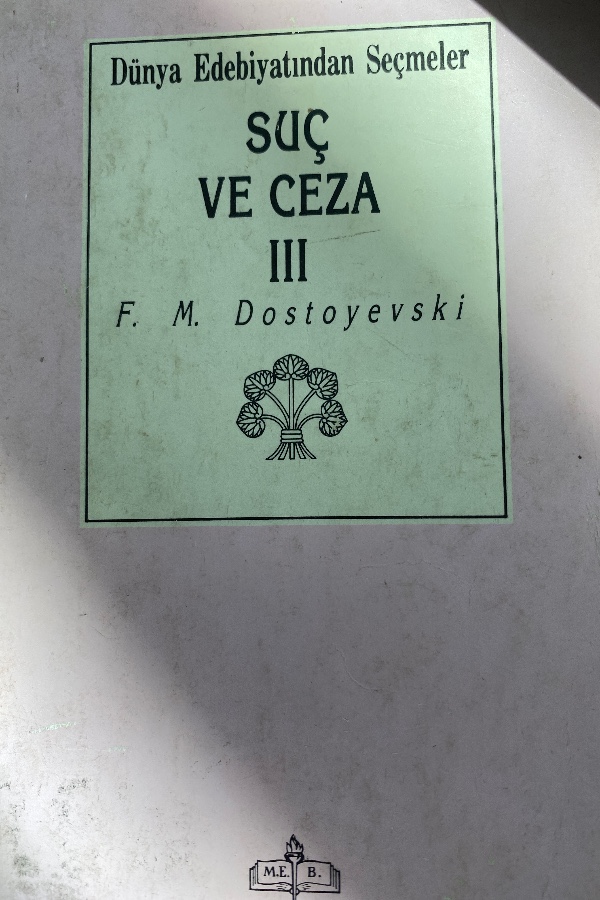 Dünya Edebiyatından Seçmeler
SUÇ
VE CEZA
III
F. M. Dostoyevski
M.E. B.